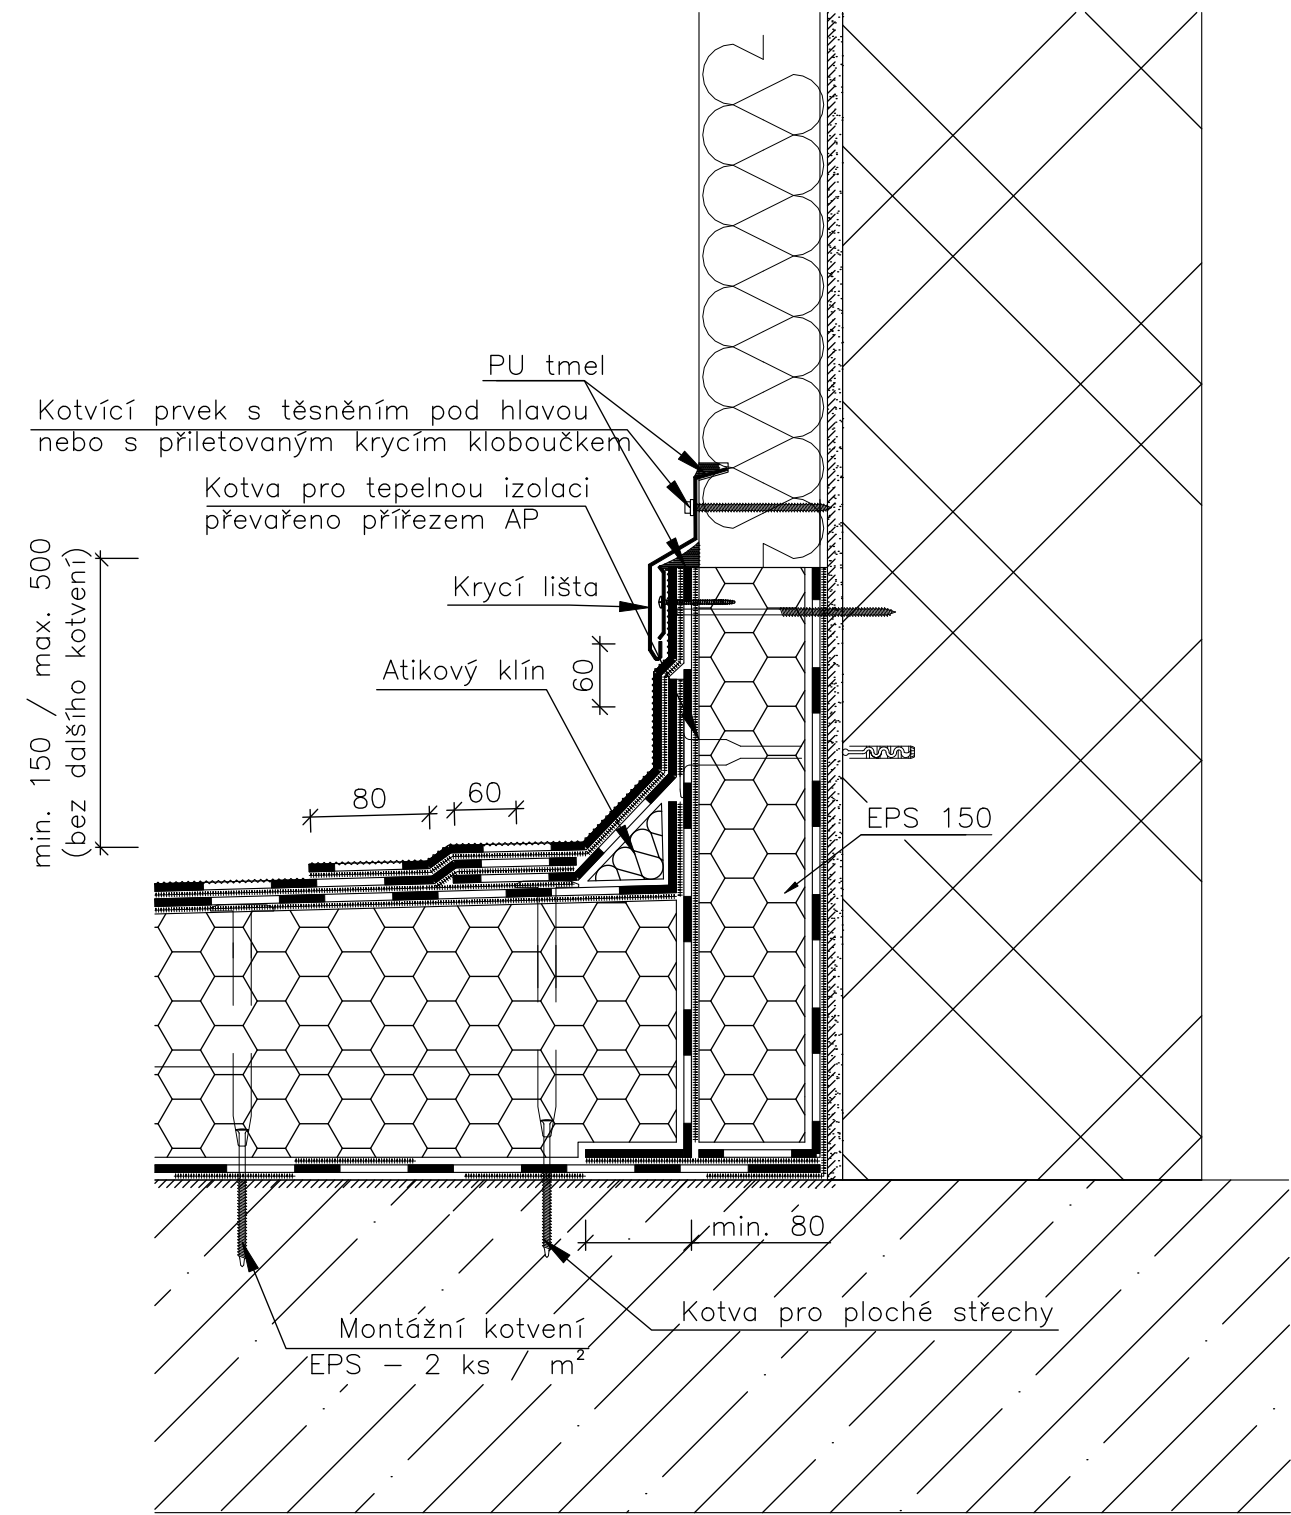 PU tmel
Kotvící prvek s těsněním pod hlavou
nebo s přiletovaným krycím kloboučkem
Kotva pro tepelnou izolaci
převařeno přířezem AP
Krycí lišta
min. 150 / max. 500
(bez dalšího kotvení)
60
Atikový klín
80
60
EPS 150
min. 80
Kotva pro ploché střechy
Montážní kotvení
EPS – 2 ks / m²